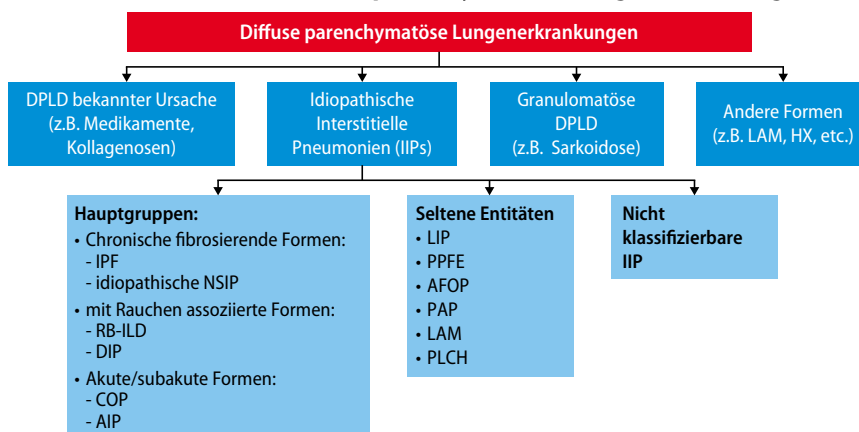 Diffuse parenchymatöse Lungenerkrankungen
DPLD bekannter Ursache
(z.B. Medikamente,
Kollagenosen)
Idiopathische
Interstitielle
Pneumonien (IIPs)
Granulomatöse
DPLD
(z.B. Sarkoidose)
Andere Formen
(z.B. LAM, HX, etc.)
Hauptgruppen:
• Chronische fibrosierende Formen:
- IPF
- idiopathische NSIP
• mit Rauchen assoziierte Formen:
- RB-ILD
- DIP
• Akute/subakute Formen:
- COP
- AIP
Seltene Entitäten
• LIP
• PPFE
• AFOP
• PAP
• LAM
• PLCH
Nicht
klassifizierbare
IIP